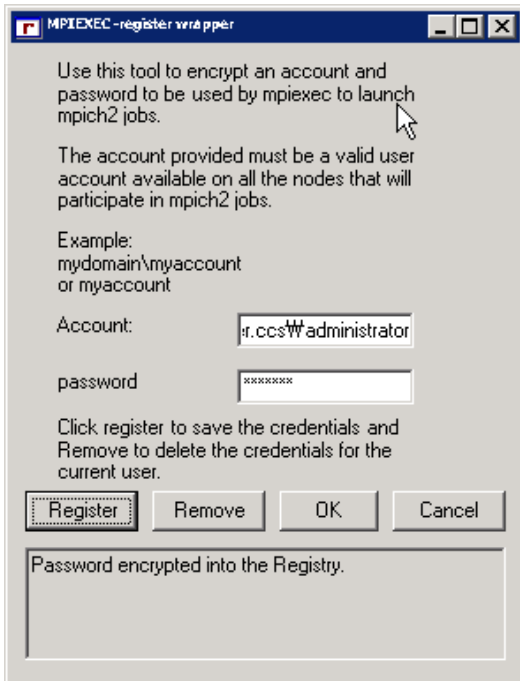 MPIEXEC -register wrapper
Use this tool to encrypt an account and
password to be used by mpiexec to launch
mpich2 jobs.
The account provided must be a valid user
account available on all the nodes that will
participate in mpich2 jobs.
Example:
mydomain\myaccount
or myaccount
Account: r.ccs₩administrator
password *******
Click register to save the credentials and
Remove to delete the credentials for the
current user.
Register Remove OK Cancel
Password encrypted into the Registry.